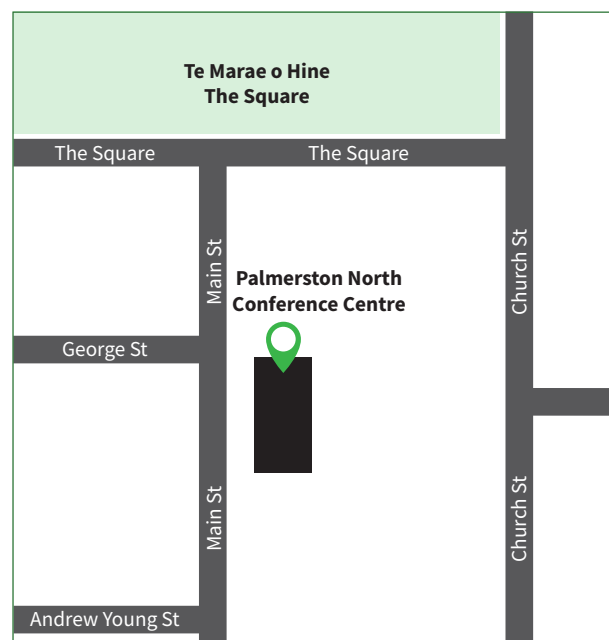 Te Marae o Hine
The Square
The Square
The Square
Main St
Church St
Palmerston North
Conference Centre
George St
Main St
Church St
Andrew Young St